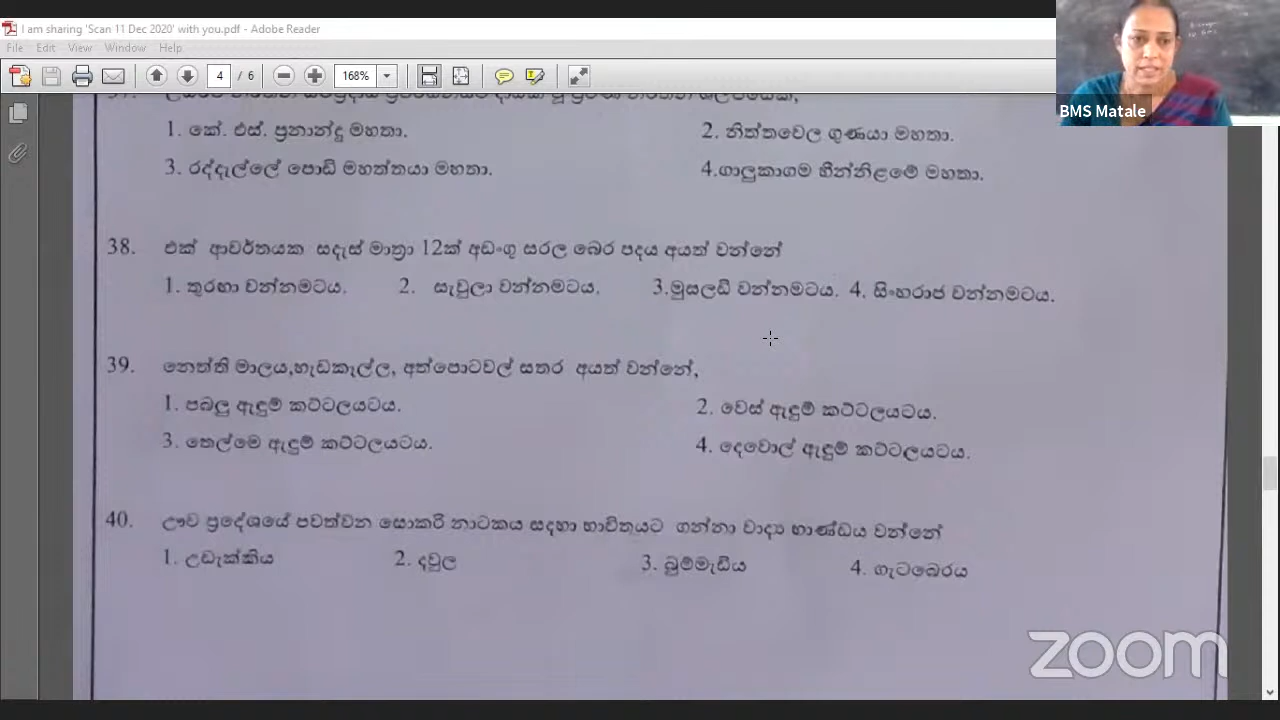 I am sharing 'Scan 11 Dec 2020' with you.pdf - Adobe Reader
File Edit View Window Help
4 / 6 168%
BMS Matale
1. කේ. එස්. ප්‍රනාන්දු මහතා. 2. නිත්තවෙල ගුණයා මහතා.
3. රද්දැල්ලේ පොඩි මහත්තයා මහතා. 4.ගාලුකාගම හීන්නිළමේ මහතා.
38. එක් ආවර්තයක සඳැස් මාත්‍රා 12ක් අඩංගු සරල බෙර පදය අයත් වන්නේ
1. තුරඟා වන්නමටය. 2. සැවුලා වන්නමටය. 3.මුසලඩි වන්නමටය. 4. සිංහරාජ වන්නමටය.
39. නෙත්ති මාලය,හැඩකැල්ල, අත්පොටවල් සතර අයත් වන්නේ,
1. පබලු ඇඳුම් කට්ටලයටය. 2. වෙස් ඇඳුම් කට්ටලයටය.
3. තෙල්මෙ ඇඳුම් කට්ටලයටය. 4. දෙවොල් ඇඳුම් කට්ටලයටය.
40. ඌව ප්‍රදේශයේ පවත්වන සොකරි නාටකය සඳහා භාවිතයට ගන්නා වාද්‍ය භාණ්ඩය වන්නේ
1. උඩැක්කිය 2. දවුල 3. බුම්මැඩිය 4. ගැටබෙරය
zoom